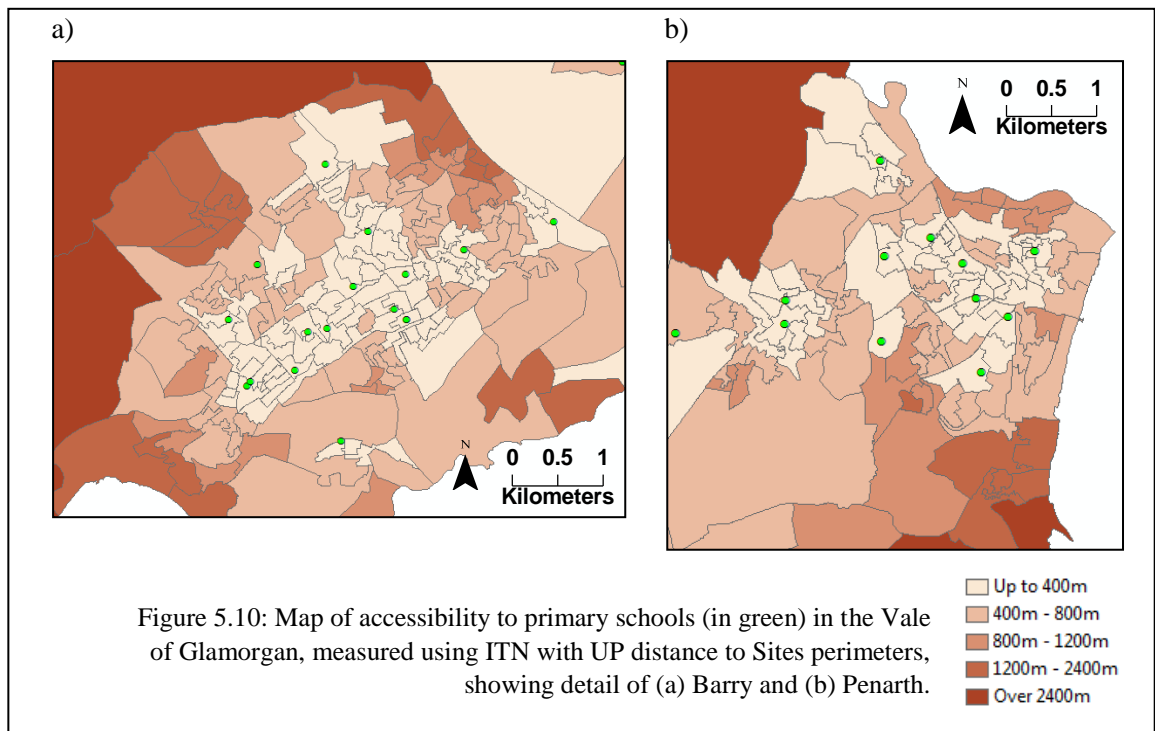 a)
b)
N
0 0.5 1
Kilometers
N
0 0.5 1
Kilometers
Up to 400m
400m - 800m
800m - 1200m
1200m - 2400m
Over 2400m
Figure 5.10: Map of accessibility to primary schools (in green) in the Vale
of Glamorgan, measured using ITN with UP distance to Sites perimeters,
showing detail of (a) Barry and (b) Penarth.